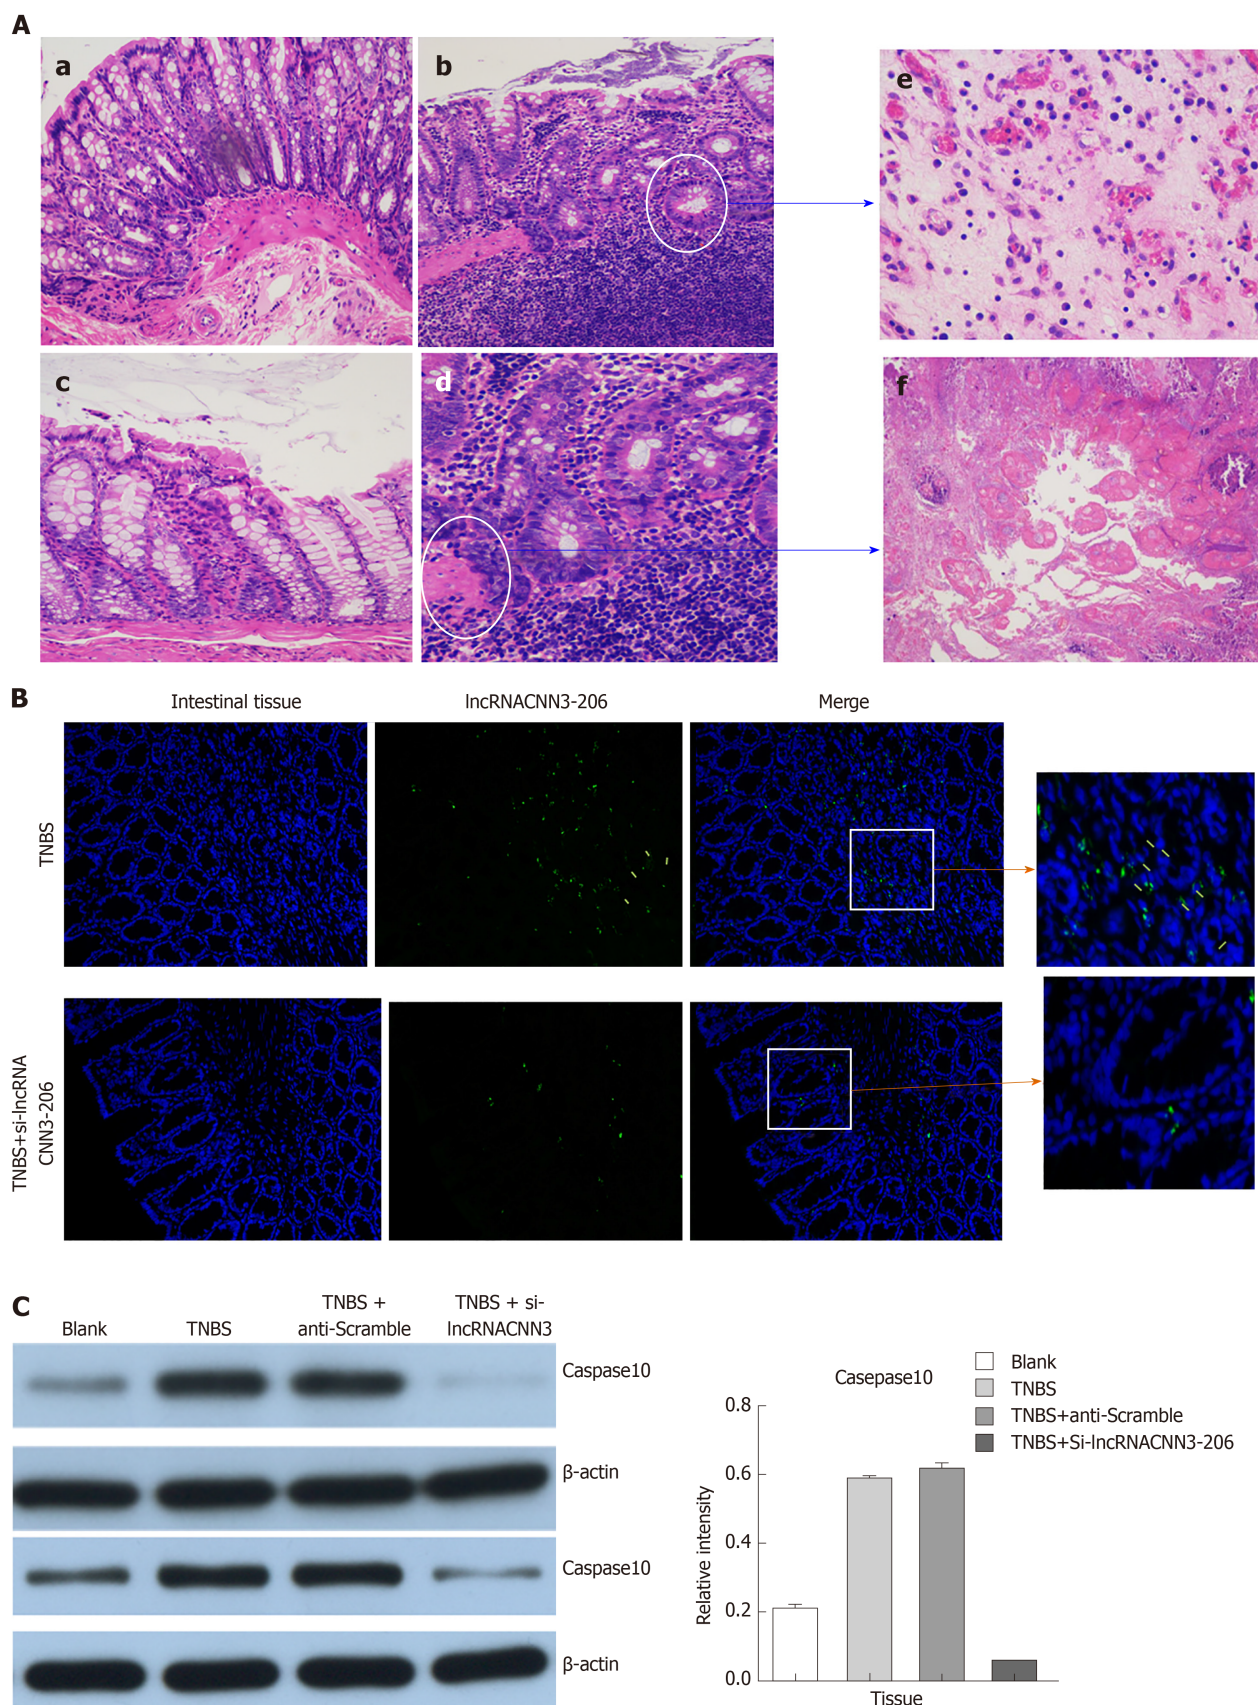 A
a
b
e
c
d
f
B
Intestinal tissue
lncRNACNN3-206
Merge
TNBS
TNBS+si-lncRNA
CNN3-206
C
Blank
TNBS
TNBS +
anti-Scramble
TNBS + si-
lncRNACNN3
Caspase10
β-actin
Caspase10
β-actin
Casepase10
Blank
TNBS
TNBS+anti-Scramble
TNBS+Si-lncRNACNN3-206
Relative intensity
0.8
0.6
0.4
0.2
0.0
Tissue